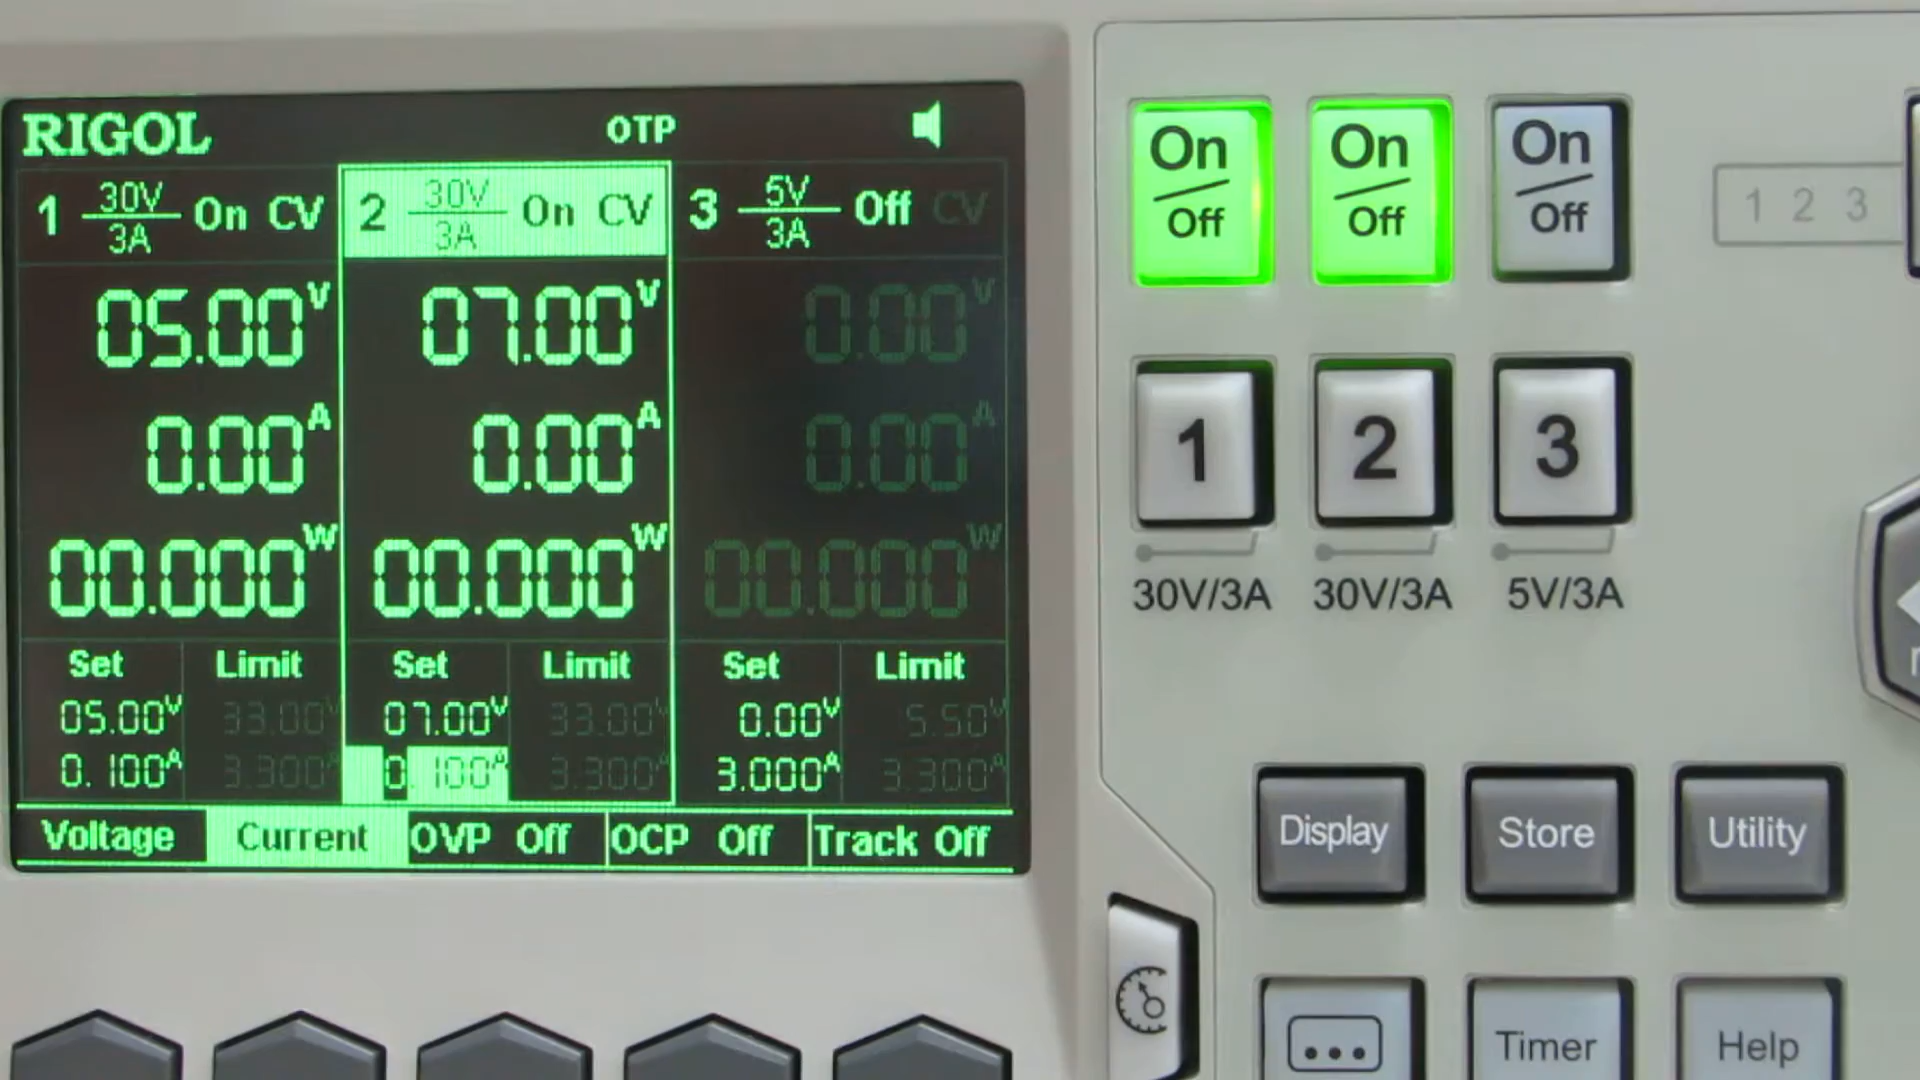 RIGOL OTP
1 30V/3A On CV 2 30V/3A On CV 3 5V/3A Off CV
05.00V 07.00V 0.00V
0.00A 0.00A 0.00A
00.000W 00.000W 00.000W
Set Limit Set Limit Set Limit
05.00V 33.00V 07.00V 33.00V 0.00V 5.50V
0.100A 3.300A 0.100A 3.300A 3.000A 3.300A
Voltage Current OVP Off OCP Off Track Off
On/Off On/Off On/Off
1 2 3
1 2 3
30V/3A 30V/3A 5V/3A
Display Store Utility
... Timer Help